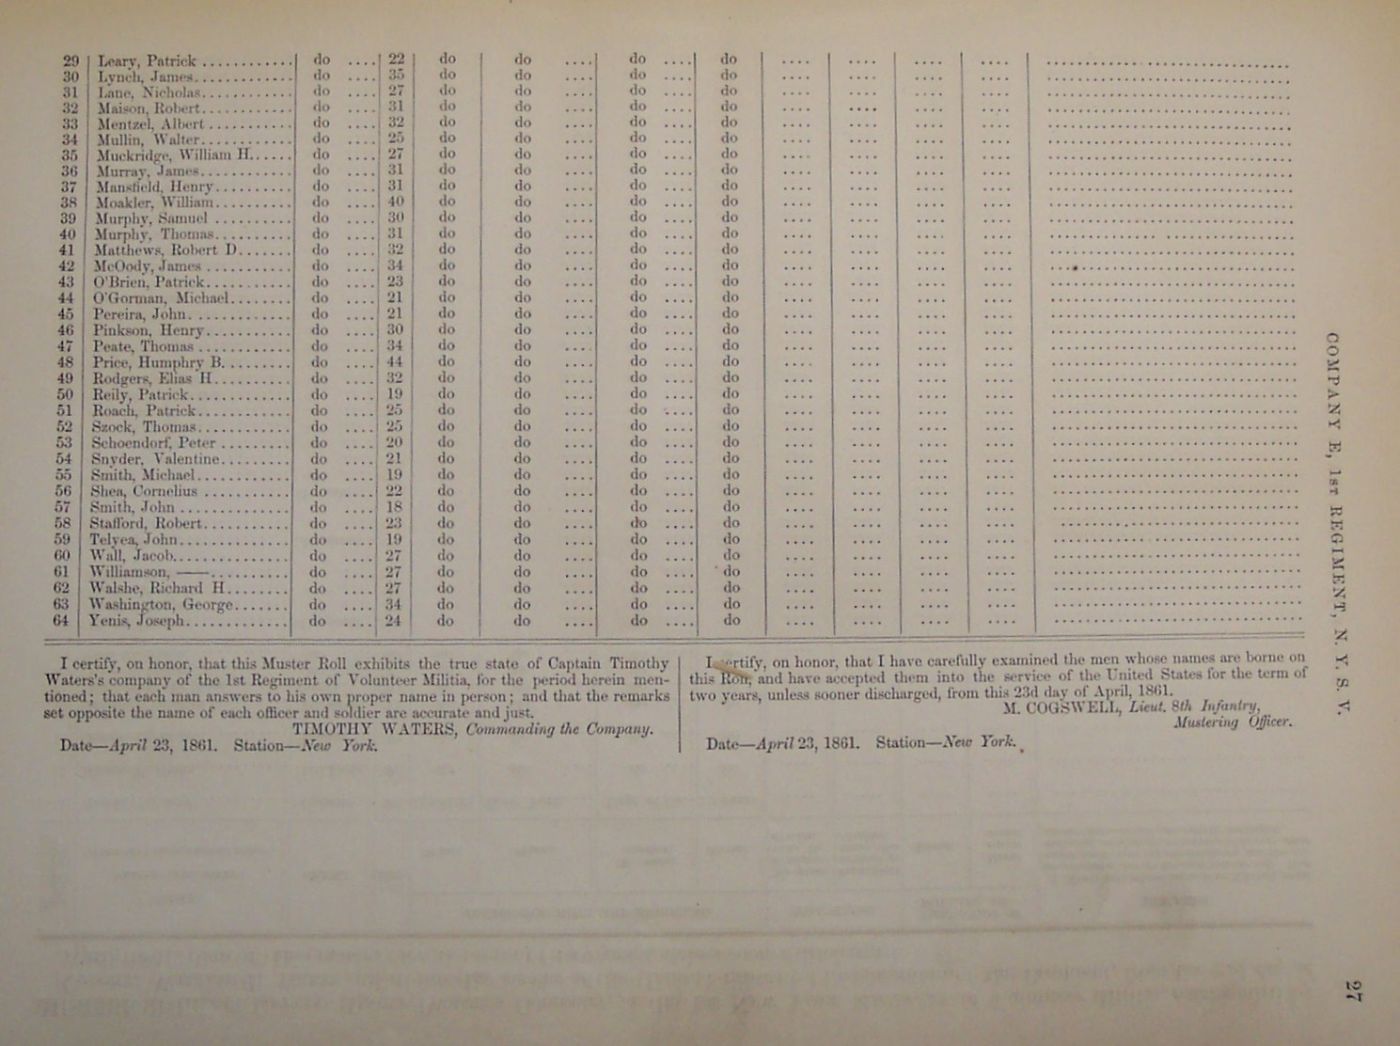 29 Leary, Patrick ............ do .... 22 do do .... do .... do .... .... .... .... ..............................
30 Lynch, James............. do .... 35 do do .... do .... do .... .... .... .... ..............................
31 Lane, Nicholas............ do .... 27 do do .... do .... do .... .... .... .... ..............................
32 Maison, Robert............ do .... 31 do do .... do .... do .... .... .... .... ..............................
33 Mentzel, Albert ........... do .... 32 do do .... do .... do .... .... .... .... ..............................
34 Mullin, Walter............ do .... 25 do do .... do .... do .... .... .... .... ..............................
35 Muckridge, William H...... do .... 27 do do .... do .... do .... .... .... .... ..............................
36 Murray, James............ do .... 31 do do .... do .... do .... .... .... .... ..............................
37 Mansfield, Henry.......... do .... 31 do do .... do .... do .... .... .... .... ..............................
38 Moakler, William.......... do .... 40 do do .... do .... do .... .... .... .... ..............................
39 Murphy, Samuel .......... do .... 30 do do .... do .... do .... .... .... .... ..............................
40 Murphy, Thomas.......... do .... 31 do do .... do .... do .... .... .... .... ..............................
41 Matthews, Robert D....... do .... 32 do do .... do .... do .... .... .... .... ..............................
42 McOody, James ........... do .... 34 do do .... do .... do .... .... .... .... ..............................
43 O'Brien, Patrick........... do .... 23 do do .... do .... do .... .... .... .... ..............................
44 O'Gorman, Michael........ do .... 21 do do .... do .... do .... .... .... .... ..............................
45 Pereira, John............. do .... 21 do do .... do .... do .... .... .... .... ..............................
46 Pinkson, Henry........... do .... 30 do do .... do .... do .... .... .... .... ..............................
47 Peate, Thomas ........... do .... 34 do do .... do .... do .... .... .... .... ..............................
48 Price, Humphry B......... do .... 44 do do .... do .... do .... .... .... .... ..............................
49 Rodgers, Elias H.......... do .... 32 do do .... do .... do .... .... .... .... ..............................
50 Reily, Patrick............. do .... 19 do do .... do .... do .... .... .... .... ..............................
51 Roach, Patrick............ do .... 25 do do .... do .... do .... .... .... .... ..............................
52 Szock, Thomas............ do .... 25 do do .... do .... do .... .... .... .... ..............................
53 Schoendorf, Peter ......... do .... 20 do do .... do .... do .... .... .... .... ..............................
54 Snyder, Valentine......... do .... 21 do do .... do .... do .... .... .... .... ..............................
55 Smith, Michael............ do .... 19 do do .... do .... do .... .... .... .... ..............................
56 Shea, Cornelius ........... do .... 22 do do .... do .... do .... .... .... .... ..............................
57 Smith, John .............. do .... 18 do do .... do .... do .... .... .... .... ..............................
58 Stafford, Robert........... do .... 23 do do .... do .... do .... .... .... .... ..............................
59 Telyea, John.............. do .... 19 do do .... do .... do .... .... .... .... ..............................
60 Wall, Jacob............... do .... 27 do do .... do .... do .... .... .... .... ..............................
61 Williamson, ——.......... do .... 27 do do .... do .... do .... .... .... .... ..............................
62 Walshe, Richard H........ do .... 27 do do .... do .... do .... .... .... .... ..............................
63 Washington, George....... do .... 34 do do .... do .... do .... .... .... .... ..............................
64 Yenis, Joseph............. do .... 24 do do .... do .... do .... .... .... .... ..............................
I certify, on honor, that this Muster Roll exhibits the true state of Captain Timothy
Waters's company of the 1st Regiment of Volunteer Militia, for the period herein men-
tioned; that each man answers to his own proper name in person; and that the remarks
set opposite the name of each officer and soldier are accurate and just.
TIMOTHY WATERS, Commanding the Company.
Date—April 23, 1861. Station—New York.
I certify, on honor, that I have carefully examined the men whose names are borne on
this Roll, and have accepted them into the service of the United States for the term of
two years, unless sooner discharged, from this 23d day of April, 1861.
M. COGSWELL, Lieut. 8th Infantry,
Mustering Officer.
Date—April 23, 1861. Station—New York.
COMPANY E, 1ST REGIMENT, N. Y. S. V.
27